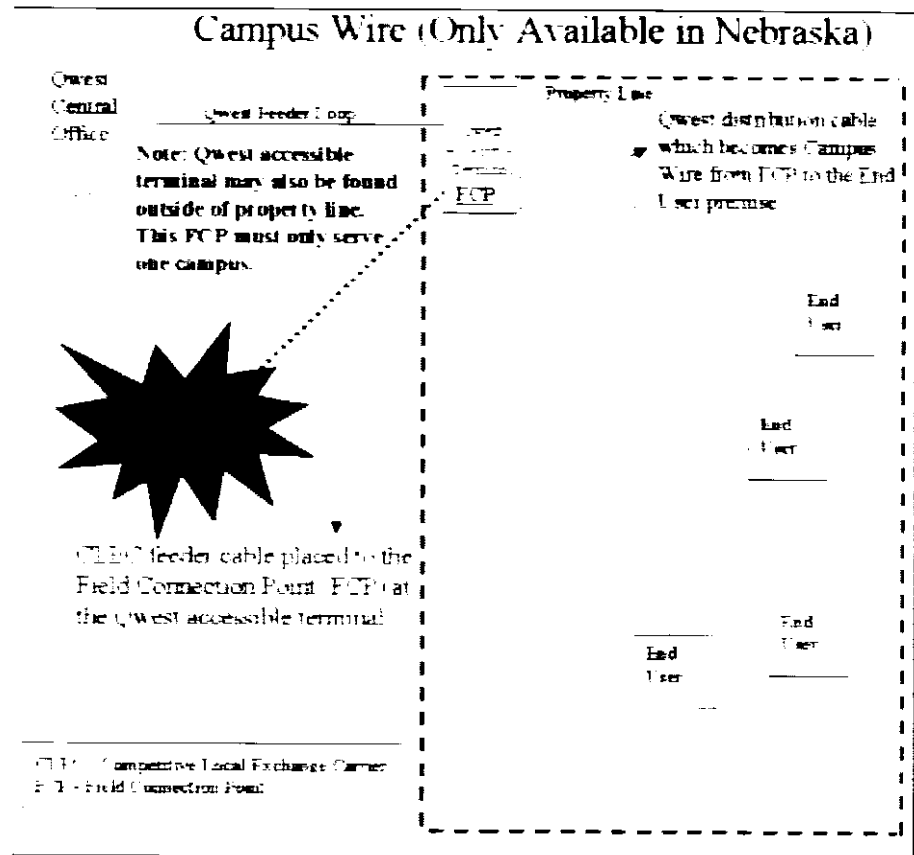 Campus Wire (Only Available in Nebraska)
Qwest
Central
Office
Qwest Feeder Loop
Note: Qwest accessible
terminal may also be found
outside of property line.
This FCP must only serve
one campus.
Property Line
FCP
Qwest distribution cable
which becomes Campus
Wire from FCP to the End
User premise
End
User
End
User
End
User
End
User
CLEC feeder cable placed to the
Field Connection Point FCP (at
the Qwest accessible terminal
CLEC - Competitive Local Exchange Carrier
FCP - Field Connection Point